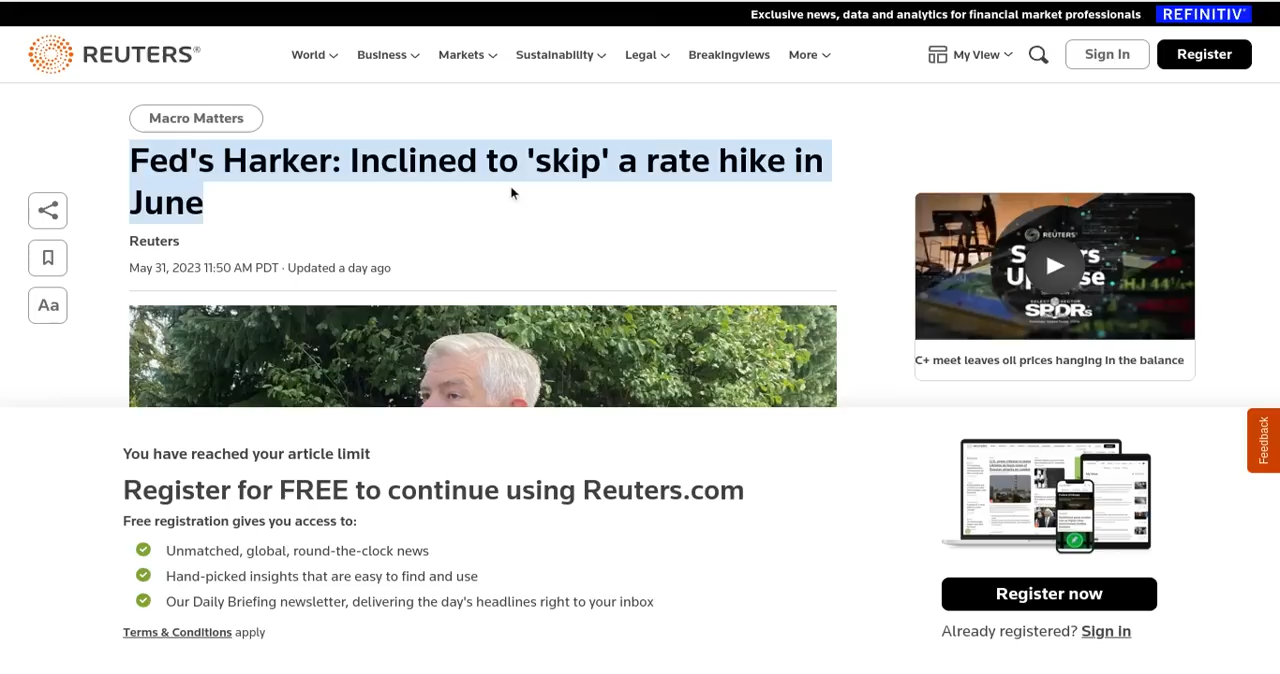 Exclusive news, data and analytics for financial market professionals REFINITIV
REUTERS®
World Business Markets Sustainability Legal Breakingviews More
My View Sign In Register
Macro Matters
Fed's Harker: Inclined to 'skip' a rate hike in
June
Reuters
May 31, 2023 11:50 AM PDT · Updated a day ago
Aa
REUTERS
SPDRs
C+ meet leaves oil prices hanging in the balance
Feedback
You have reached your article limit
Register for FREE to continue using Reuters.com
Free registration gives you access to:
Unmatched, global, round-the-clock news
Hand-picked insights that are easy to find and use
Our Daily Briefing newsletter, delivering the day's headlines right to your inbox
Terms & Conditions apply
Register now
Already registered? Sign in